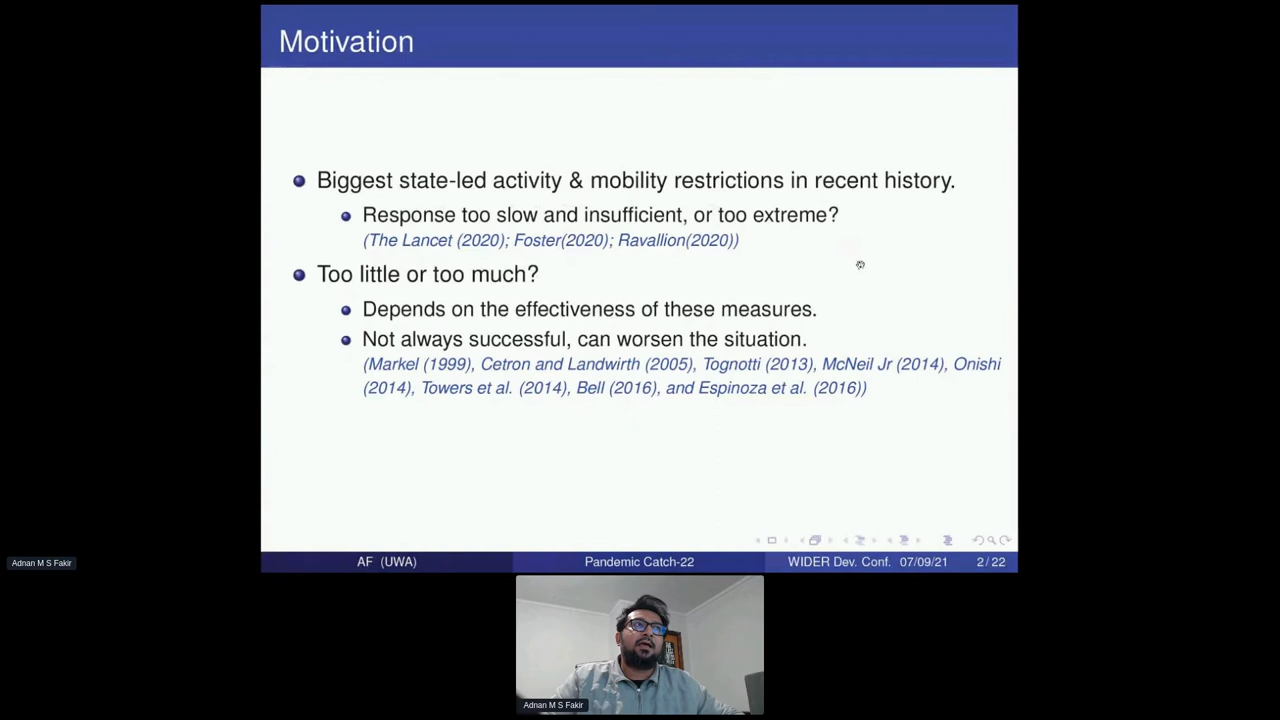 Motivation
Biggest state-led activity & mobility restrictions in recent history.
Response too slow and insufficient, or too extreme?
(The Lancet (2020); Foster(2020); Ravallion(2020))
Too little or too much?
Depends on the effectiveness of these measures.
Not always successful, can worsen the situation.
(Markel (1999), Cetron and Landwirth (2005), Tognotti (2013), McNeil Jr (2014), Onishi
(2014), Towers et al. (2014), Bell (2016), and Espinoza et al. (2016))
AF (UWA) Pandemic Catch-22 WIDER Dev. Conf. 07/09/21 2 / 22
Adnan M S Fakir
Adnan M S Fakir